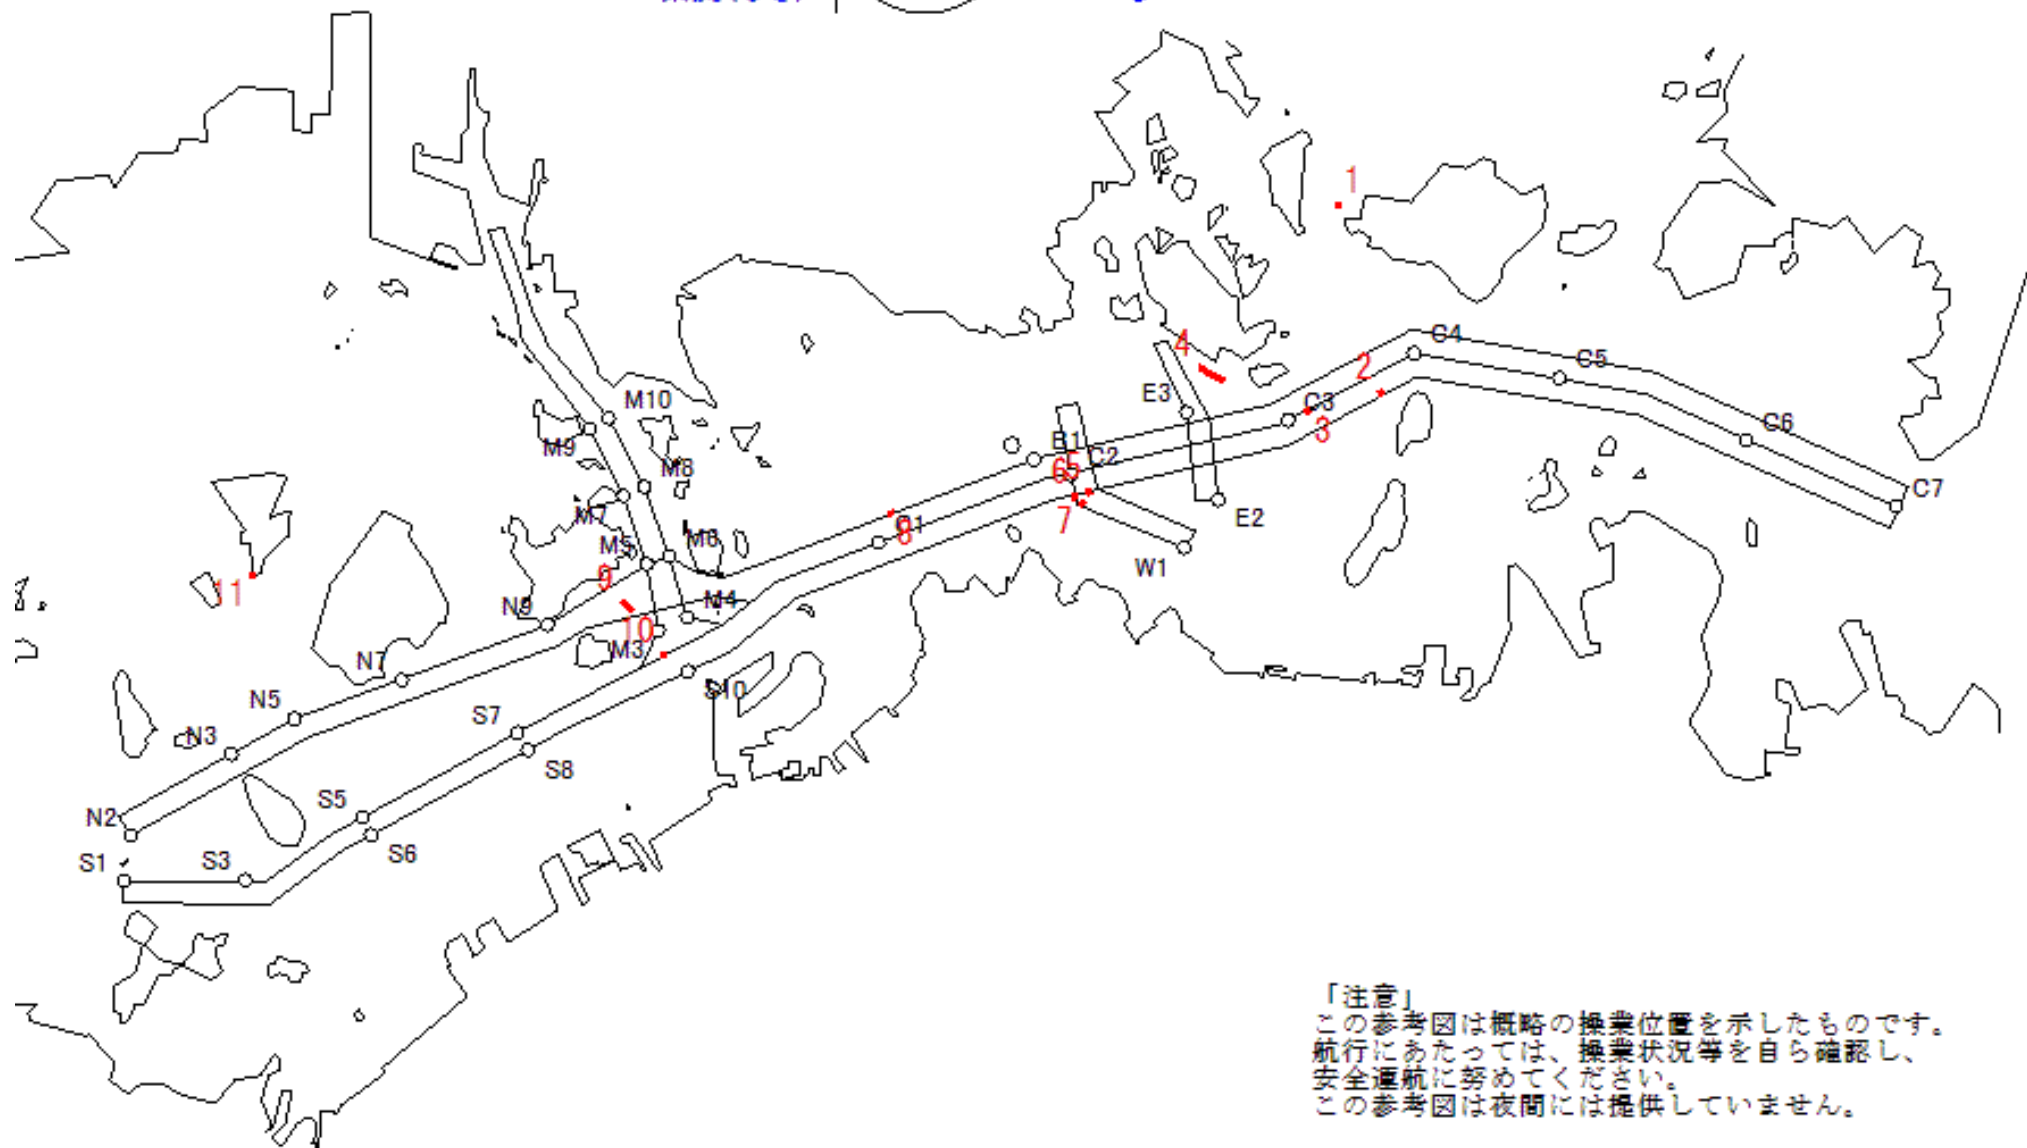 1
C4
4
2
C5
E3
M10
C3
C6
3
M9
B1
C2
M8
6
5
C7
M7
7
E2
C1
8
M5
M6
W1
9
11
N9
M4
10
M3
N7
S10
N5
S7
N3
S8
S5
N2
S6
S1
S3
「注意」
この参考図は概略の操業位置を示したものです。
航行にあたっては、操業状況等を自ら確認し、
安全運航に努めてください。
この参考図は夜間には提供していません。